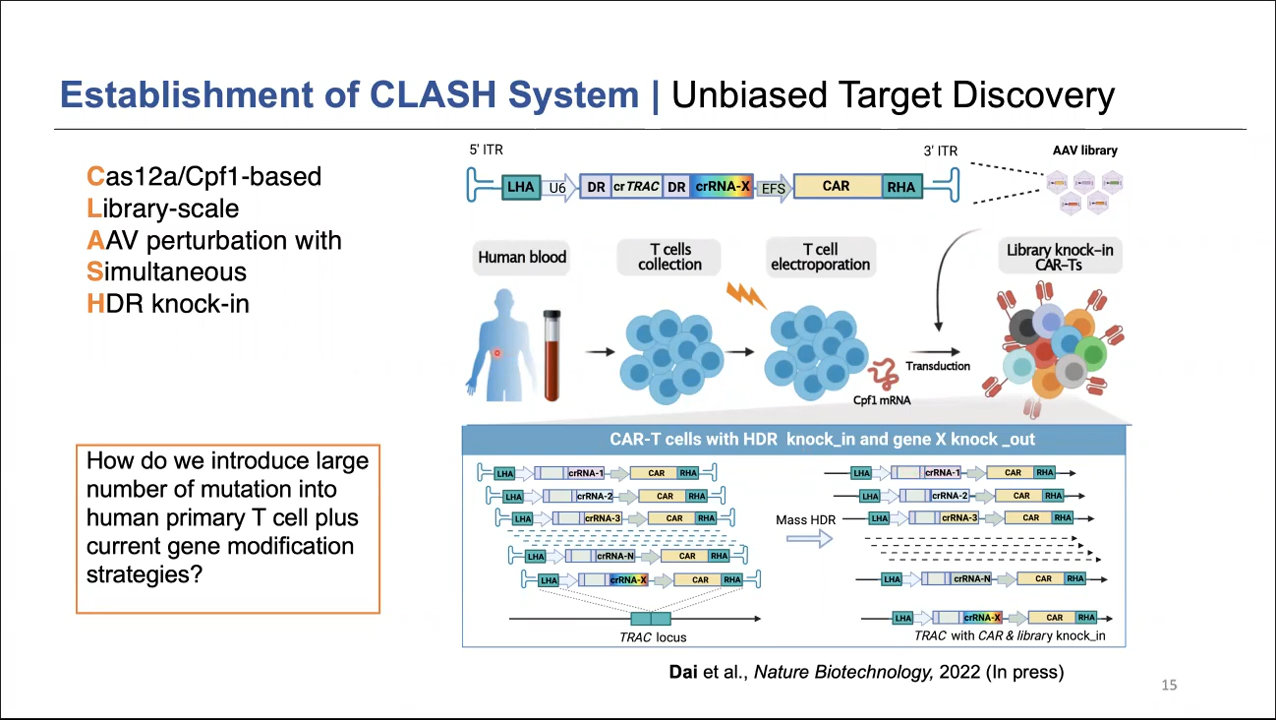 Establishment of CLASH System | Unbiased Target Discovery
Cas12a/Cpf1-based
Library-scale
AAV perturbation with
Simultaneous
HDR knock-in
How do we introduce large
number of mutation into
human primary T cell plus
current gene modification
strategies?
5' ITR
3' ITR
AAV library
LHA U6 DR crTRAC DR crRNA-X EFS CAR RHA
Human blood
T cells
collection
T cell
electroporation
Library knock-in
CAR-Ts
Transduction
Cpf1 mRNA
CAR-T cells with HDR knock_in and gene X knock _out
LHA crRNA-1 CAR RHA
LHA crRNA-2 CAR RHA
LHA crRNA-3 CAR RHA
LHA crRNA-N CAR RHA
LHA crRNA-X CAR RHA
TRAC locus
Mass HDR
LHA crRNA-1 CAR RHA
LHA crRNA-2 CAR RHA
LHA crRNA-3 CAR RHA
LHA crRNA-N CAR RHA
LHA crRNA-X CAR RHA
TRAC with CAR & library knock_in
Dai et al., Nature Biotechnology, 2022 (In press)
15